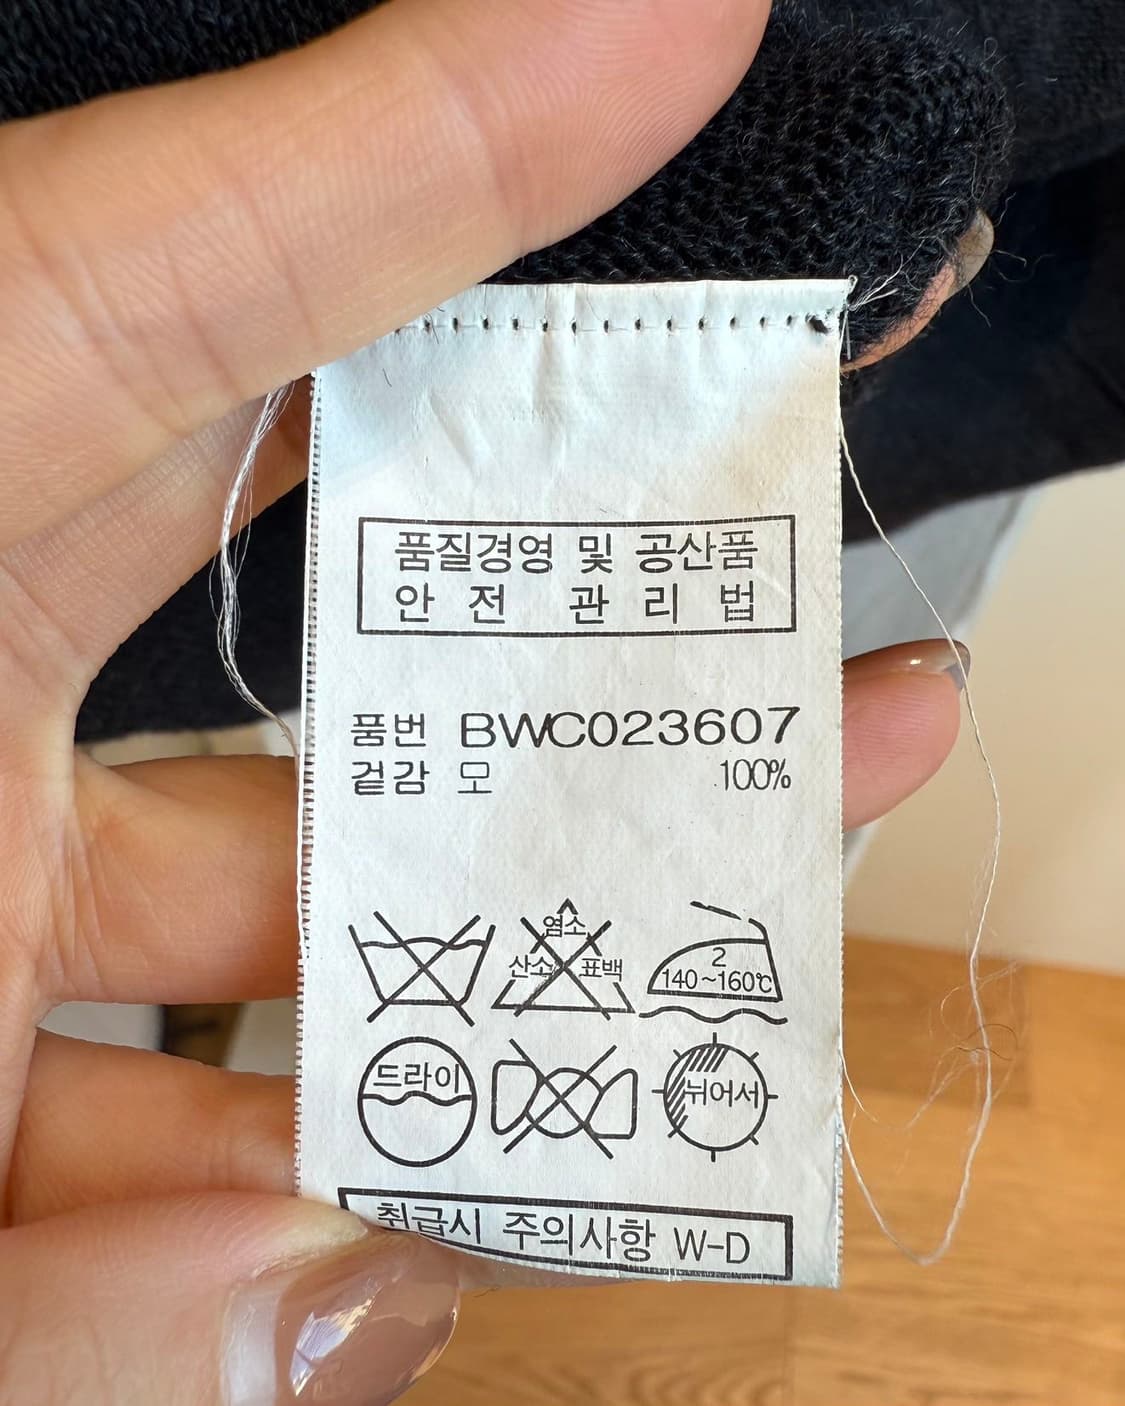 품질경영 및 공산품
안 전 관 리 법
품번 BWC023607
겉감 모 100%
염소
산소 표백
2
140~160℃
드라이
뉘어서
취급시 주의사항 W-D